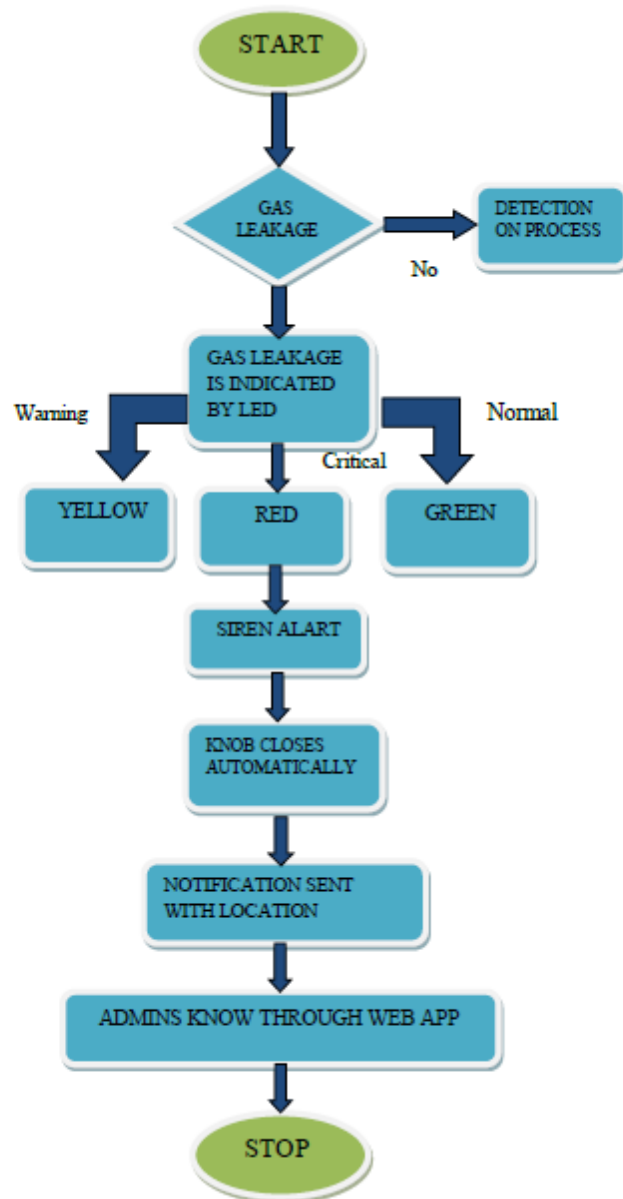 START
GAS
LEAKAGE
DETECTION
ON PROCESS
No
GAS LEAKAGE
IS INDICATED
BY LED
Warning
Normal
Critical
YELLOW
RED
GREEN
SIREN ALART
KNOB CLOSES
AUTOMATICALLY
NOTIFICATION SENT
WITH LOCATION
ADMINS KNOW THROUGH WEB APP
STOP